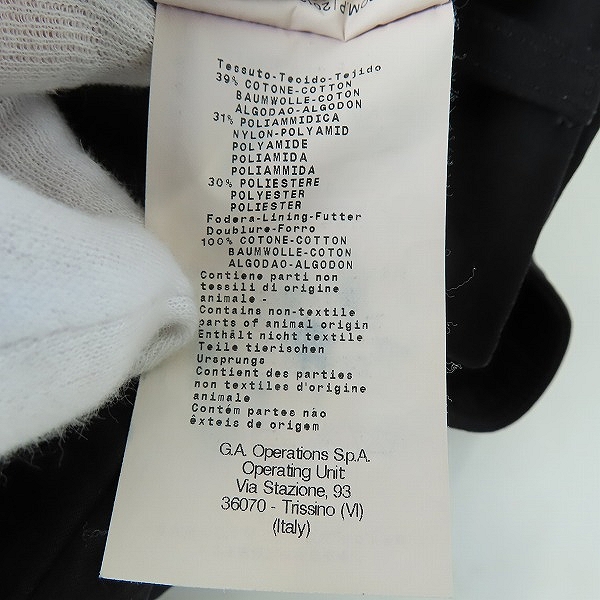 Tessuto-Tecido-Tejido
39% COTONE-COTTON
BAUMWOLLE-COTON
ALGODAO-ALGODON
31% POLIAMMIDICA
NYLON-POLYAMID
POLYAMIDE
POLIAMIDA
POLIAMMIDA
30% POLIESTERE
POLYESTER
POLIESTER
Fodera-Lining-Futter
Doublure-Forro
100% COTONE-COTTON
BAUMWOLLE-COTON
ALGODAO-ALGODON
Contiene parti non
tessili di origine
animale -
Contains non-textile
parts of animal origin
Enthält nicht textile
Teile tierischen
Ursprungs
Contient des parties
non textiles d'origine
animale
Contém partes não
êxteis de origem
G.A. Operations S.p.A.
Operating Unit:
Via Stazione, 93
36070 - Trissino (VI)
(Italy)